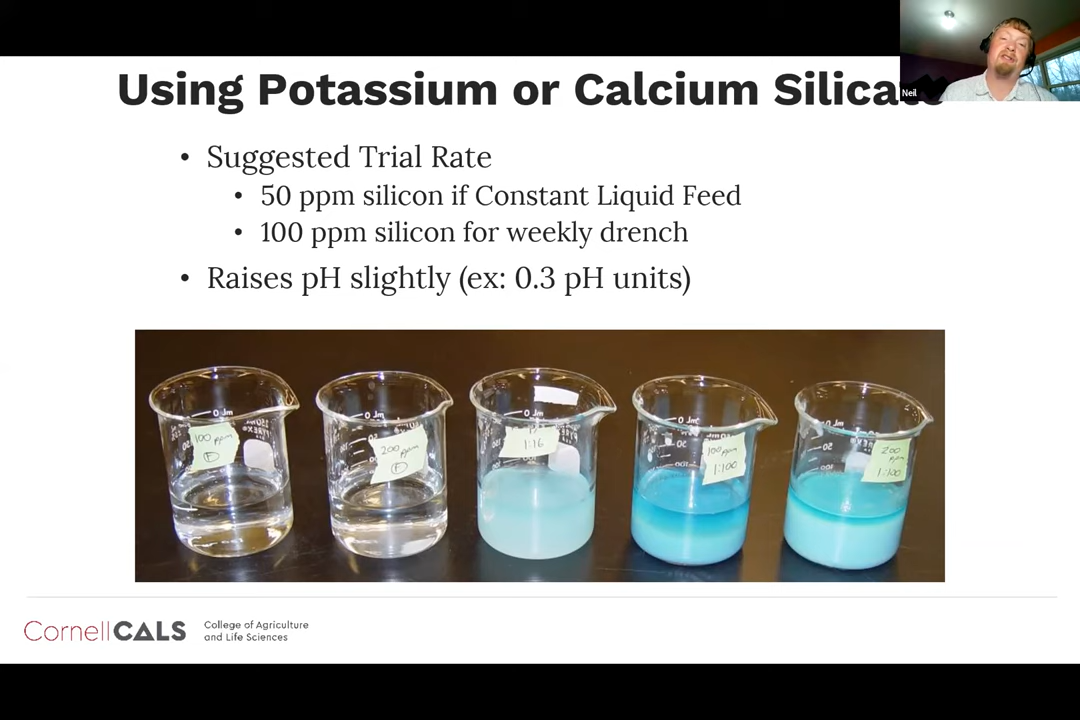 Using Potassium or Calcium Silicate
Neil
• Suggested Trial Rate
• 50 ppm silicon if Constant Liquid Feed
• 100 ppm silicon for weekly drench
• Raises pH slightly (ex: 0.3 pH units)
100 ppm
F
200 ppm
F
1:16
100 ppm
1:100
200 ppm
1:100
CornellCALS
College of Agriculture
and Life Sciences